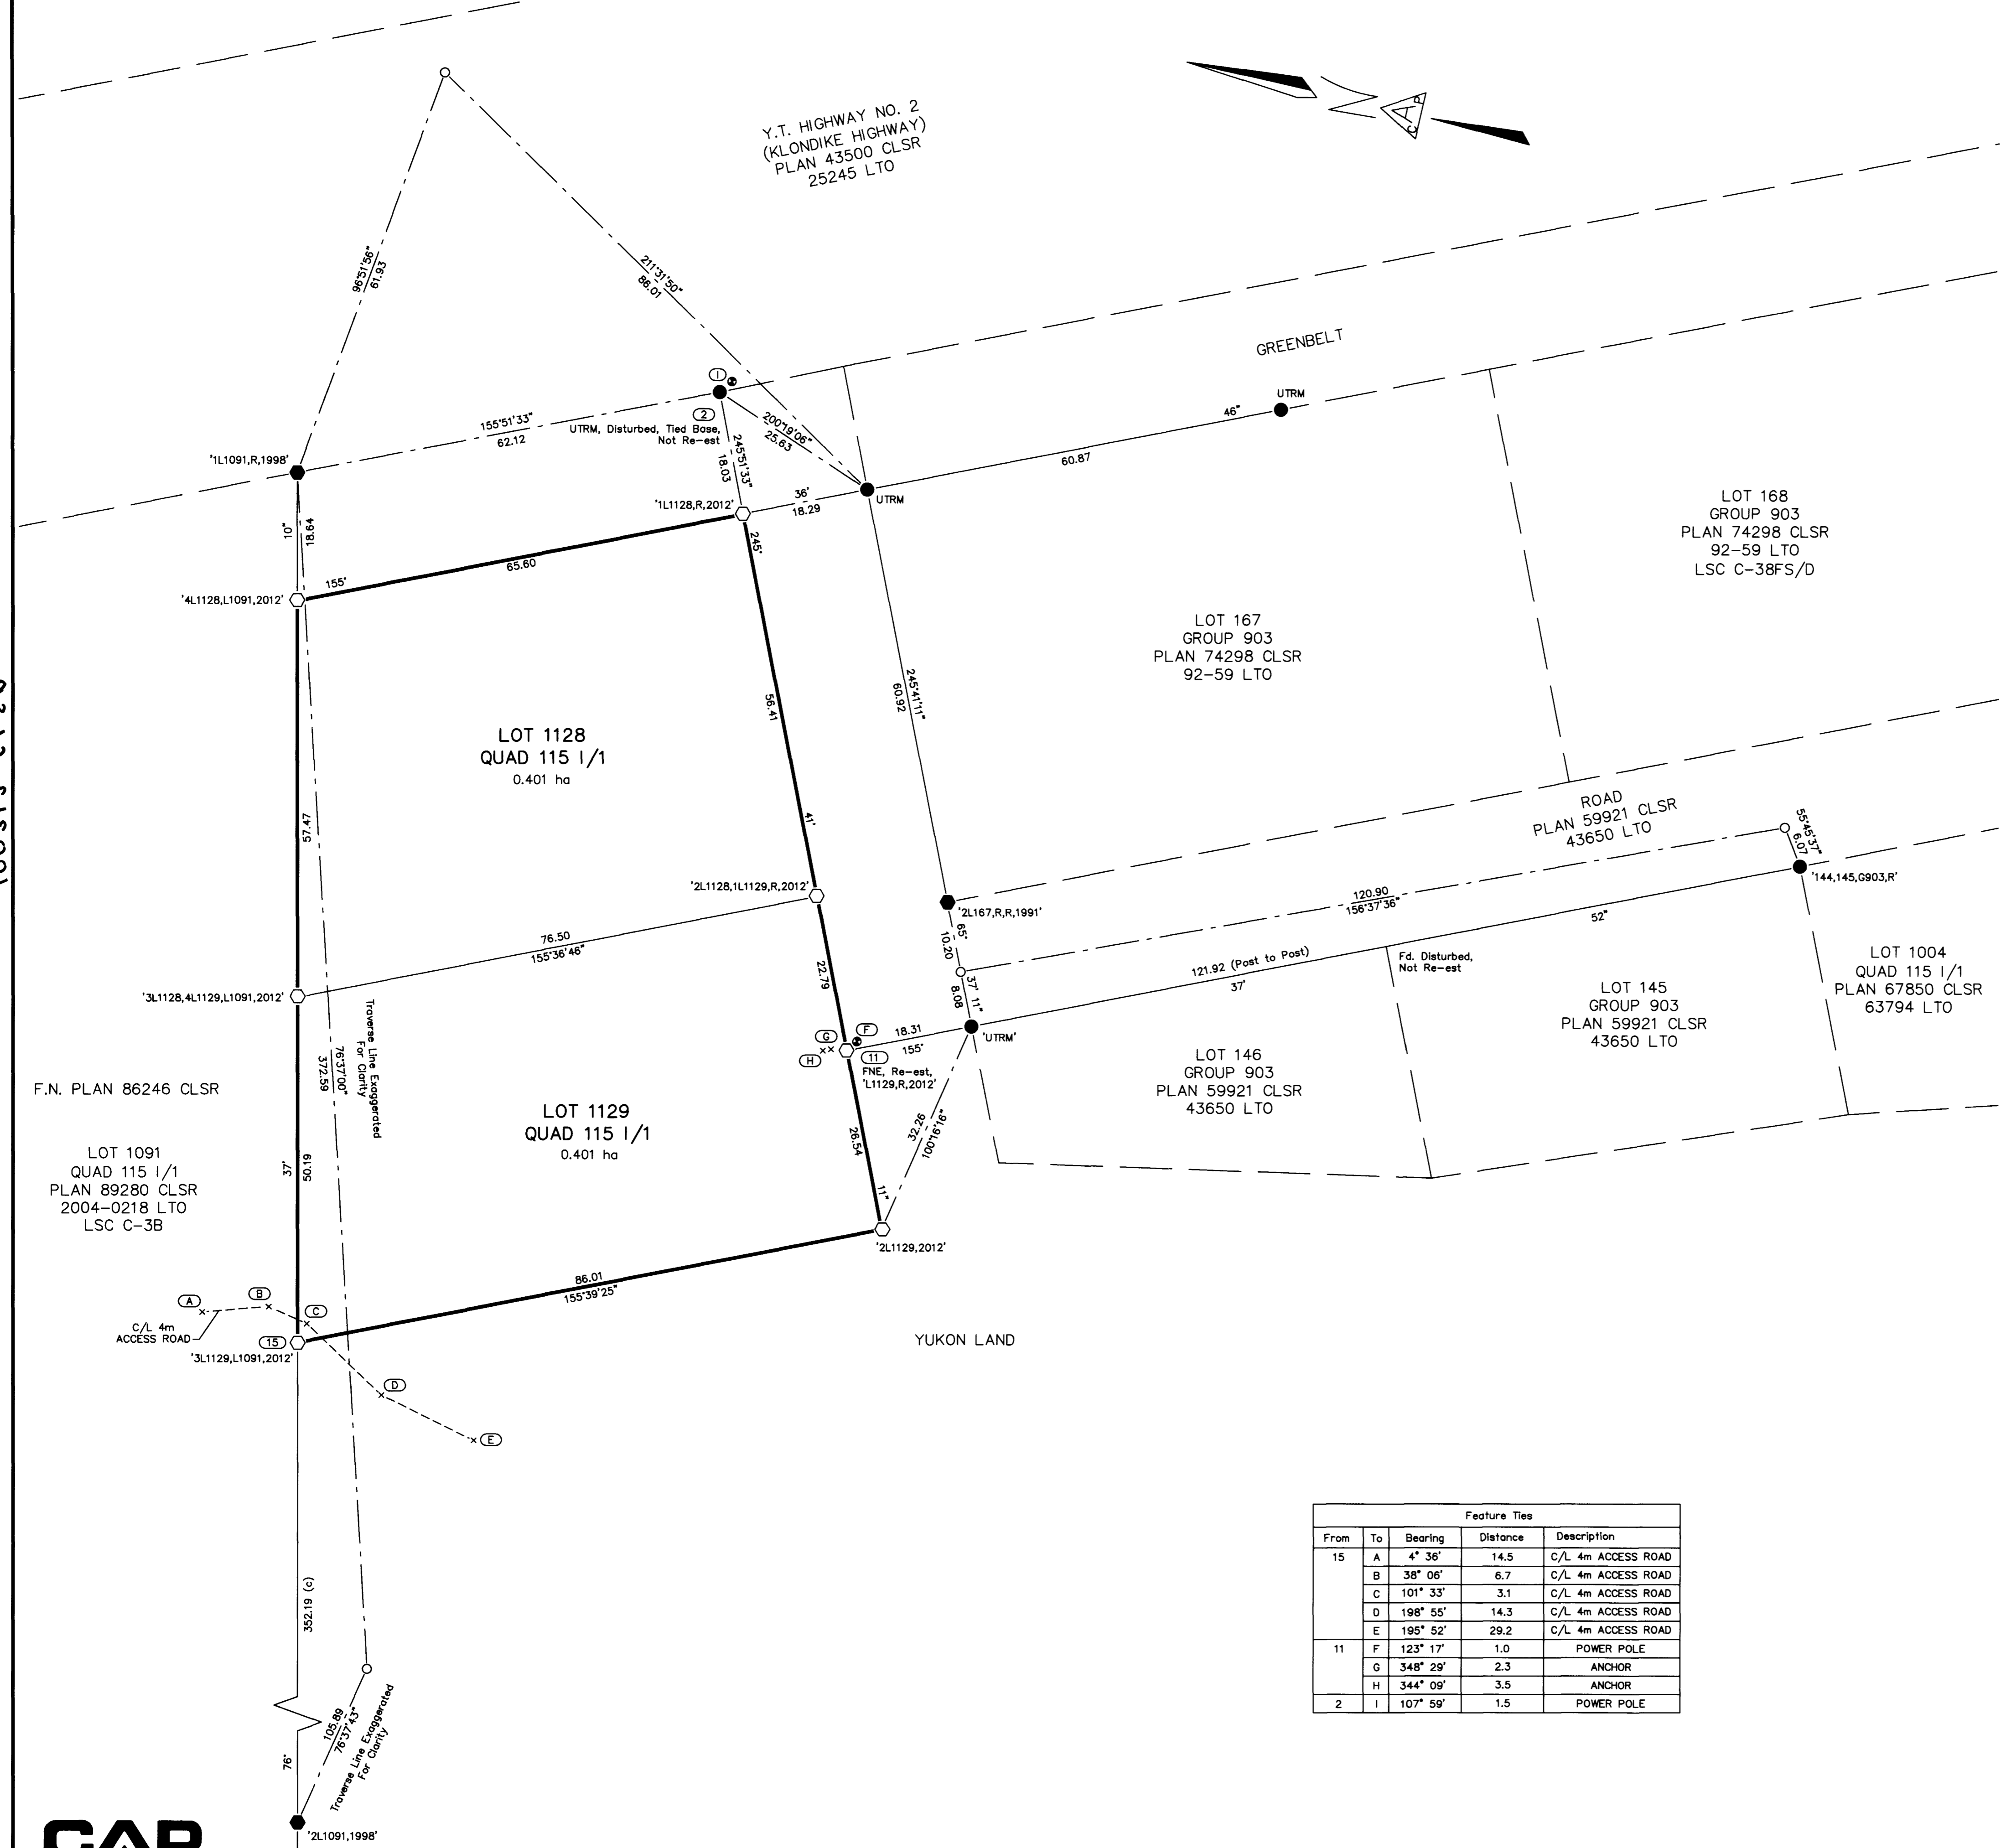 Y.T. HIGHWAY NO. 2
(KLONDIKE HIGHWAY)
PLAN 43500 CLSR
25245 LTO
CAP
96°51'56"
61.93
211°31'50"
86.01
GREENBELT
I
2
UTRM, Disturbed, Tied Base,
Not Re-est
155°51'33"
62.12
200°19'06"
25.63
245°51'33"
18.03
UTRM
46"
60.87
'1L1091,R,1998'
'1L1128,R,2012'
36'
18.29
UTRM
10"
18.64
245°
'4L1128,L1091,2012'
155°
65.60
LOT 168
GROUP 903
PLAN 74298 CLSR
92-59 LTO
LSC C-38FS/D
LOT 167
GROUP 903
PLAN 74298 CLSR
92-59 LTO
245°41'11"
60.92
56.41
41'
LOT 1128
QUAD 115 I/1
0.401 ha
57.47
ROAD
PLAN 59921 CLSR
43650 LTO
55°45'37"
6.07
'144,145,G903,R'
'2L1128,1L1129,R,2012'
'2L167,R,R,1991'
120.90
156°37'36"
52"
65°
10.20
76.50
155°36'46"
22.79
121.92 (Post to Post)
37'
Fd. Disturbed,
Not Re-est
LOT 1004
QUAD 115 I/1
PLAN 67850 CLSR
63794 LTO
'3L1128,4L1129,L1091,2012'
37' 11"
8.08
LOT 145
GROUP 903
PLAN 59921 CLSR
43650 LTO
Traverse Line Exaggerated
For Clarity
76°37'00"
372.59
F
G
H
11
18.31
155°
'UTRM'
FNE, Re-est,
'L1129,R,2012'
LOT 146
GROUP 903
PLAN 59921 CLSR
43650 LTO
F.N. PLAN 86246 CLSR
LOT 1129
QUAD 115 I/1
0.401 ha
26.54
11"
32.26
100°16'16"
LOT 1091
QUAD 115 I/1
PLAN 89280 CLSR
2004-0218 LTO
LSC C-3B
37'
50.19
'2L1129,2012'
86.01
155°39'25"
A
B
C
C/L 4m
ACCESS ROAD
15
'3L1129,L1091,2012'
YUKON LAND
D
E
352.19 (c)
Feature Ties
From To Bearing Distance Description
15 A 4° 36' 14.5 C/L 4m ACCESS ROAD
B 38° 06' 6.7 C/L 4m ACCESS ROAD
C 101° 33' 3.1 C/L 4m ACCESS ROAD
D 198° 55' 14.3 C/L 4m ACCESS ROAD
E 195° 52' 29.2 C/L 4m ACCESS ROAD
11 F 123° 17' 1.0 POWER POLE
G 348° 29' 2.3 ANCHOR
H 344° 09' 3.5 ANCHOR
2 I 107° 59' 1.5 POWER POLE
105.89
76°37'43"
Traverse Line Exaggerated
For Clarity
76°
'2L1091,1998'